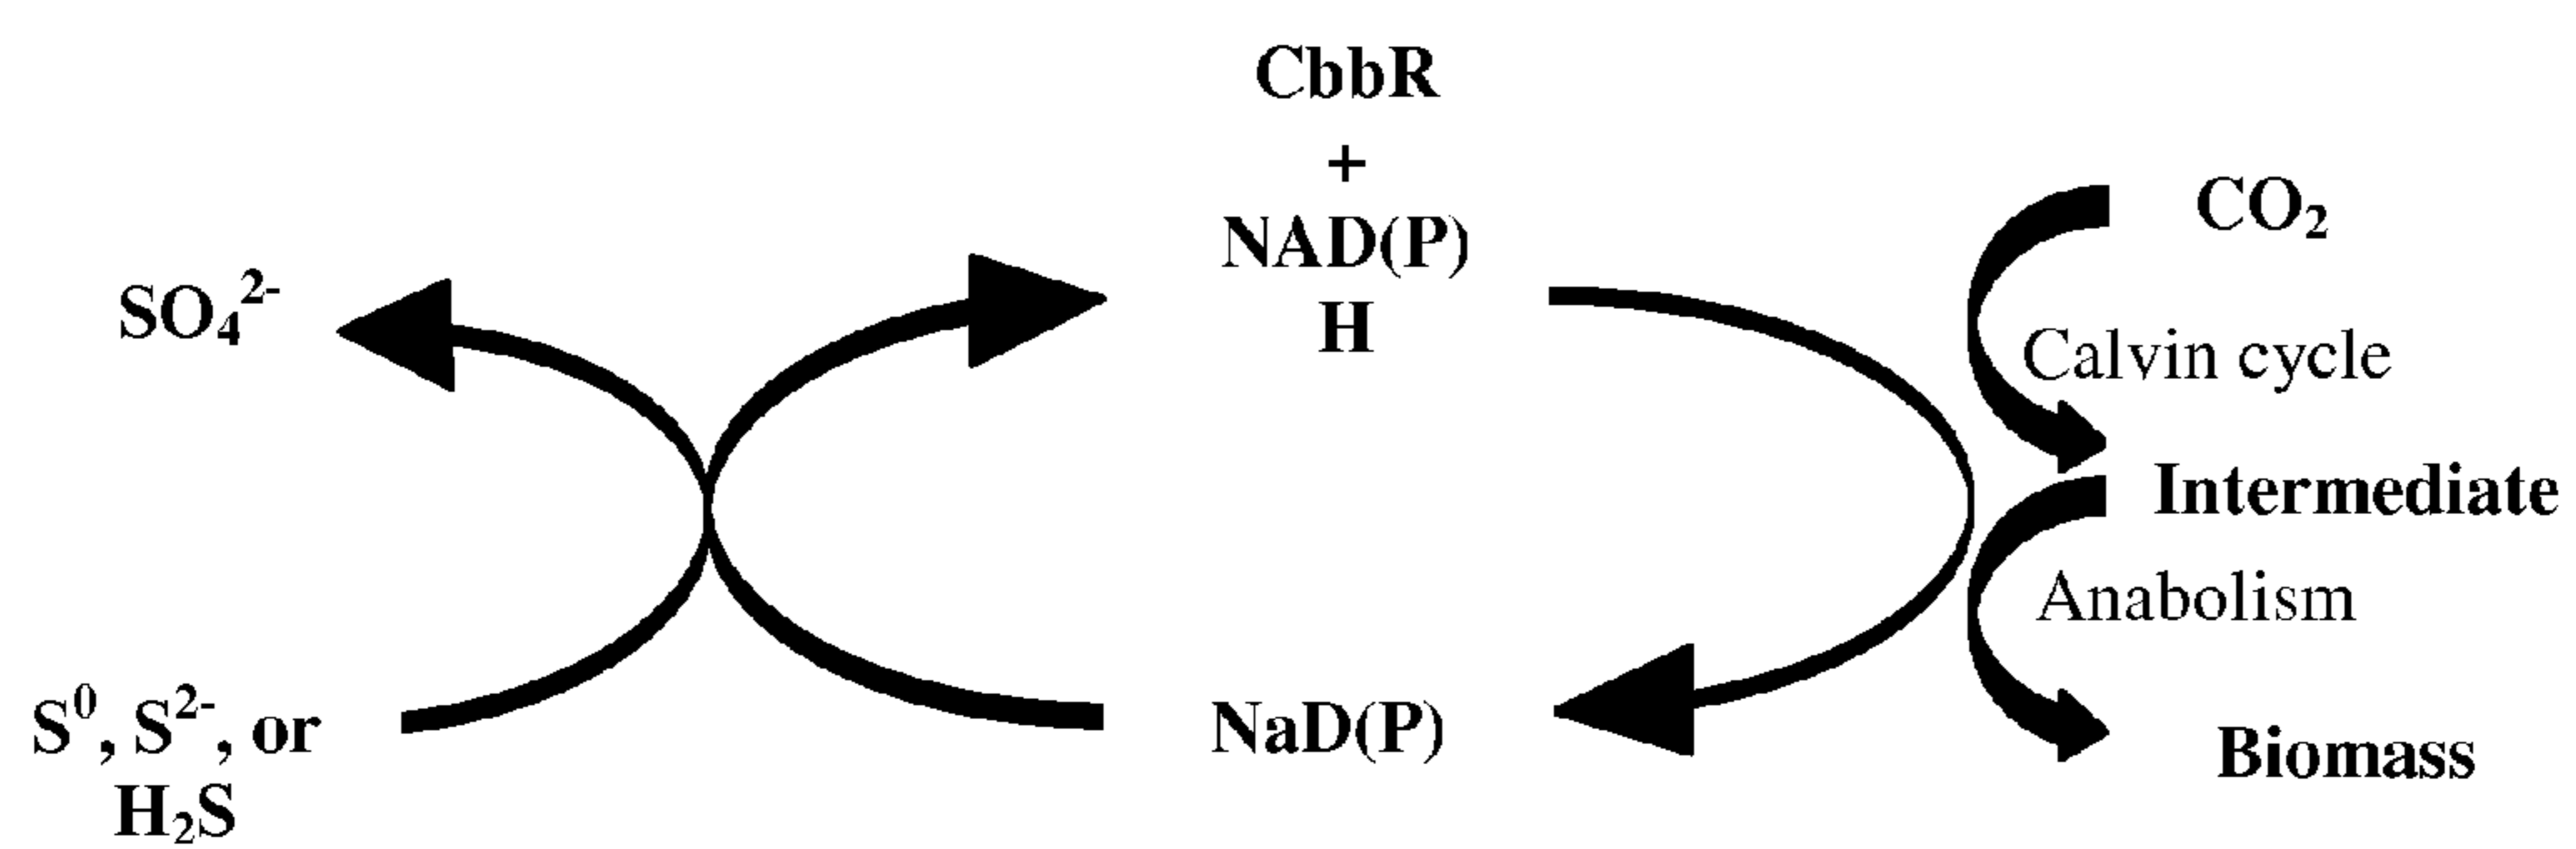 CbbR
+
NAD(P)
H
CO₂
SO₄²⁻
Calvin cycle
Intermediate
Anabolism
S⁰, S²⁻, or
H₂S
NaD(P)
Biomass